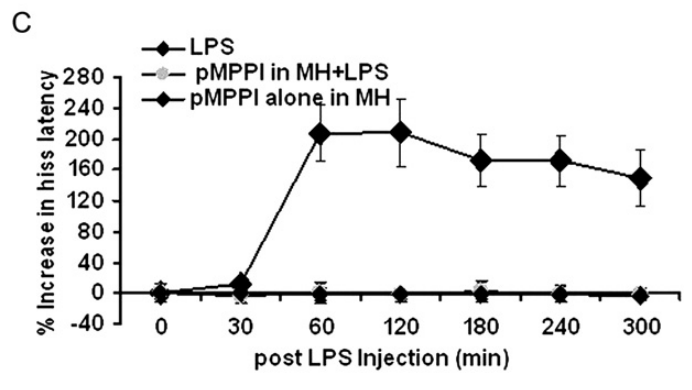 C
LPS
pMPPI in MH+LPS
pMPPI alone in MH
% Increase in hiss latency
280
240
200
160
120
80
40
0
-40
0 30 60 120 180 240 300
post LPS Injection (min)